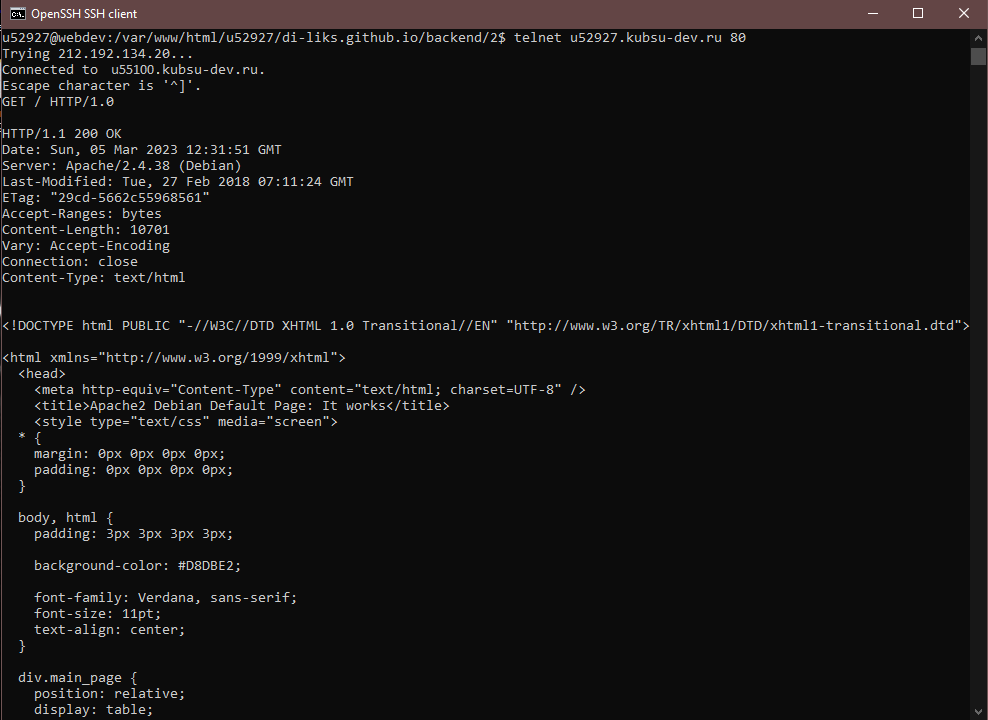 OpenSSH SSH client
u52927@webdev:/var/www/html/u52927/di-liks.github.io/backend/2$ telnet u52927.kubsu-dev.ru 80
Trying 212.192.134.20...
Connected to u55100.kubsu-dev.ru.
Escape character is '^]'.
GET / HTTP/1.0
HTTP/1.1 200 OK
Date: Sun, 05 Mar 2023 12:31:51 GMT
Server: Apache/2.4.38 (Debian)
Last-Modified: Tue, 27 Feb 2018 07:11:24 GMT
ETag: "29cd-5662c55968561"
Accept-Ranges: bytes
Content-Length: 10701
Vary: Accept-Encoding
Connection: close
Content-Type: text/html
<!DOCTYPE html PUBLIC "-//W3C//DTD XHTML 1.0 Transitional//EN" "http://www.w3.org/TR/xhtml1/DTD/xhtml1-transitional.dtd">
<html xmlns="http://www.w3.org/1999/xhtml">
  <head>
    <meta http-equiv="Content-Type" content="text/html; charset=UTF-8" />
    <title>Apache2 Debian Default Page: It works</title>
    <style type="text/css" media="screen">
  * {
    margin: 0px 0px 0px 0px;
    padding: 0px 0px 0px 0px;
  }
  body, html {
    padding: 3px 3px 3px 3px;
    background-color: #D8DBE2;
    font-family: Verdana, sans-serif;
    font-size: 11pt;
    text-align: center;
  }
  div.main_page {
    position: relative;
    display: table;